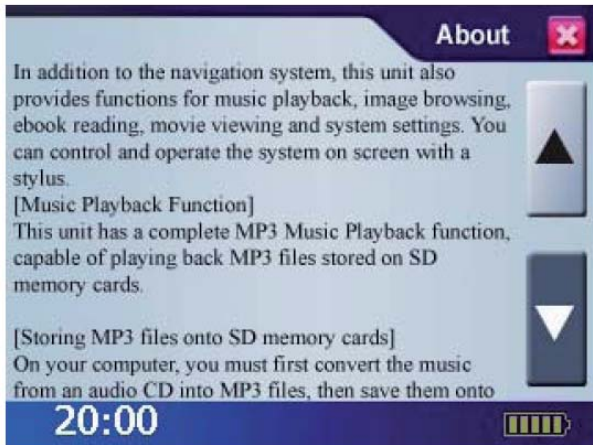 About
In addition to the navigation system, this unit also
provides functions for music playback, image browsing,
ebook reading, movie viewing and system settings. You
can control and operate the system on screen with a
stylus.
[Music Playback Function]
This unit has a complete MP3 Music Playback function,
capable of playing back MP3 files stored on SD
memory cards.
[Storing MP3 files onto SD memory cards]
On your computer, you must first convert the music
from an audio CD into MP3 files, then save them onto
20:00